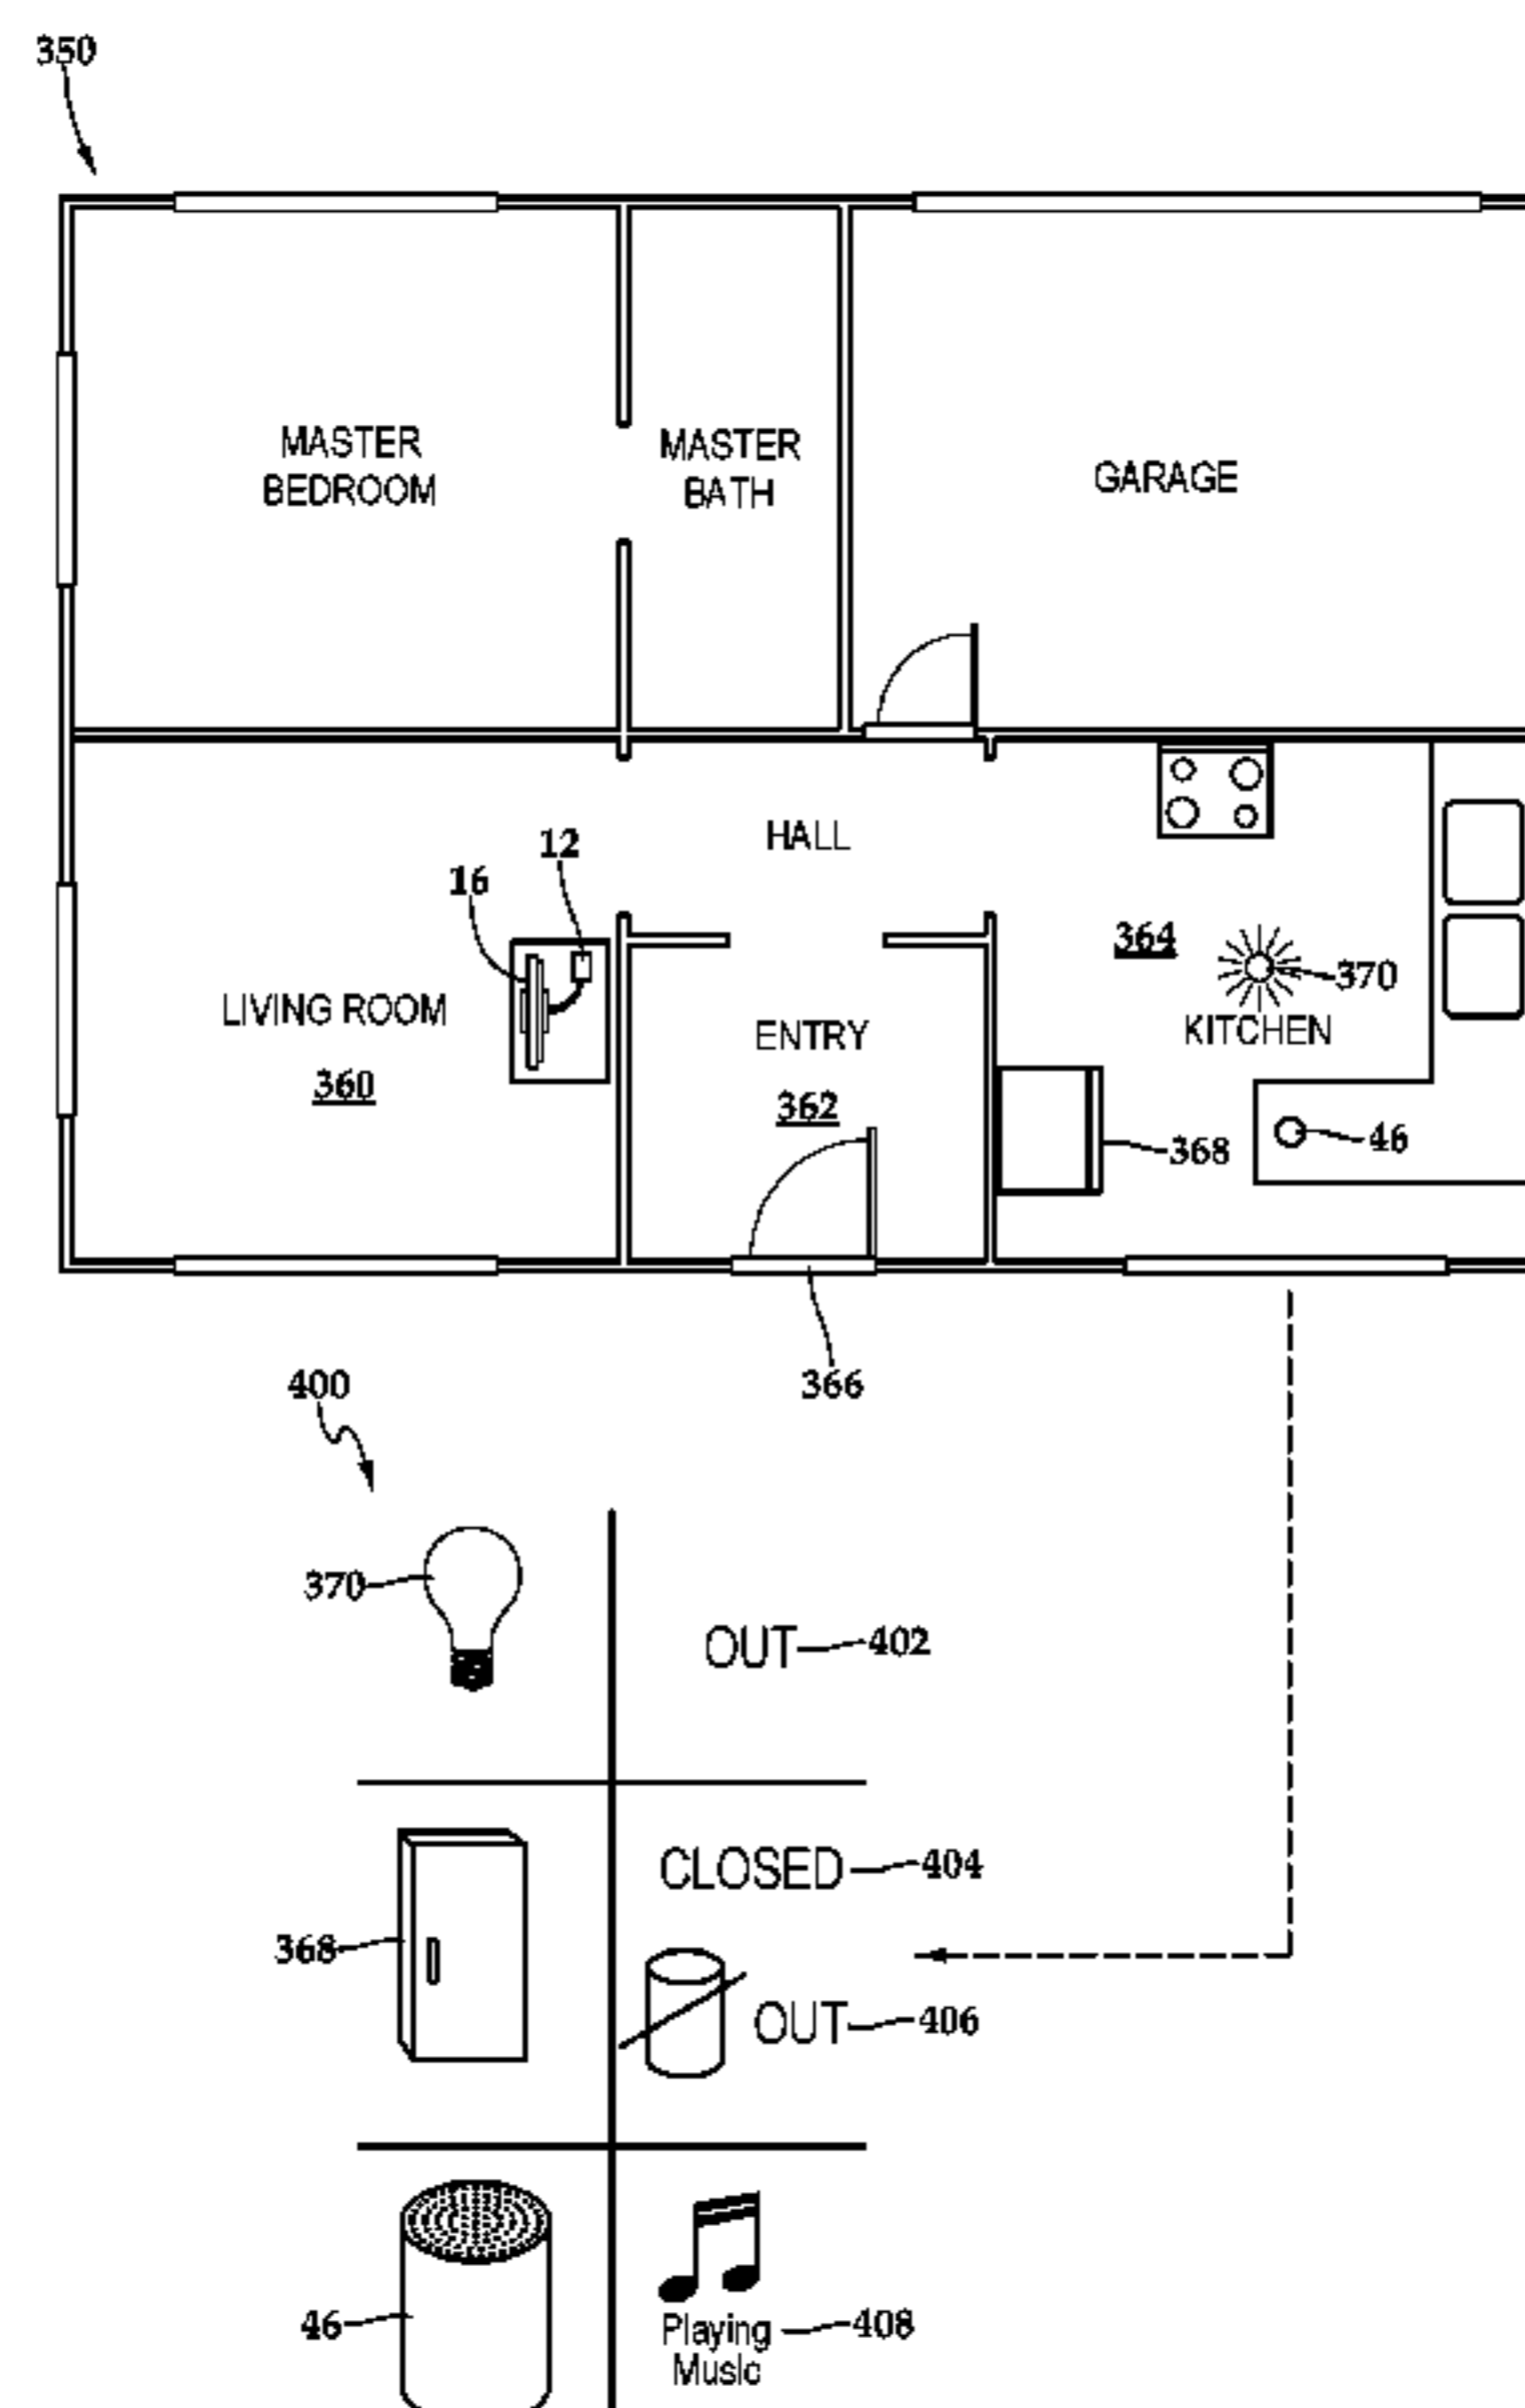 350
MASTER
BEDROOM
MASTER
BATH
GARAGE
HALL
12
16
364
370
LIVING ROOM
360
ENTRY
362
KITCHEN
368
46
366
400
370
OUT
402
CLOSED
404
368
OUT
406
46
Playing
Music
408